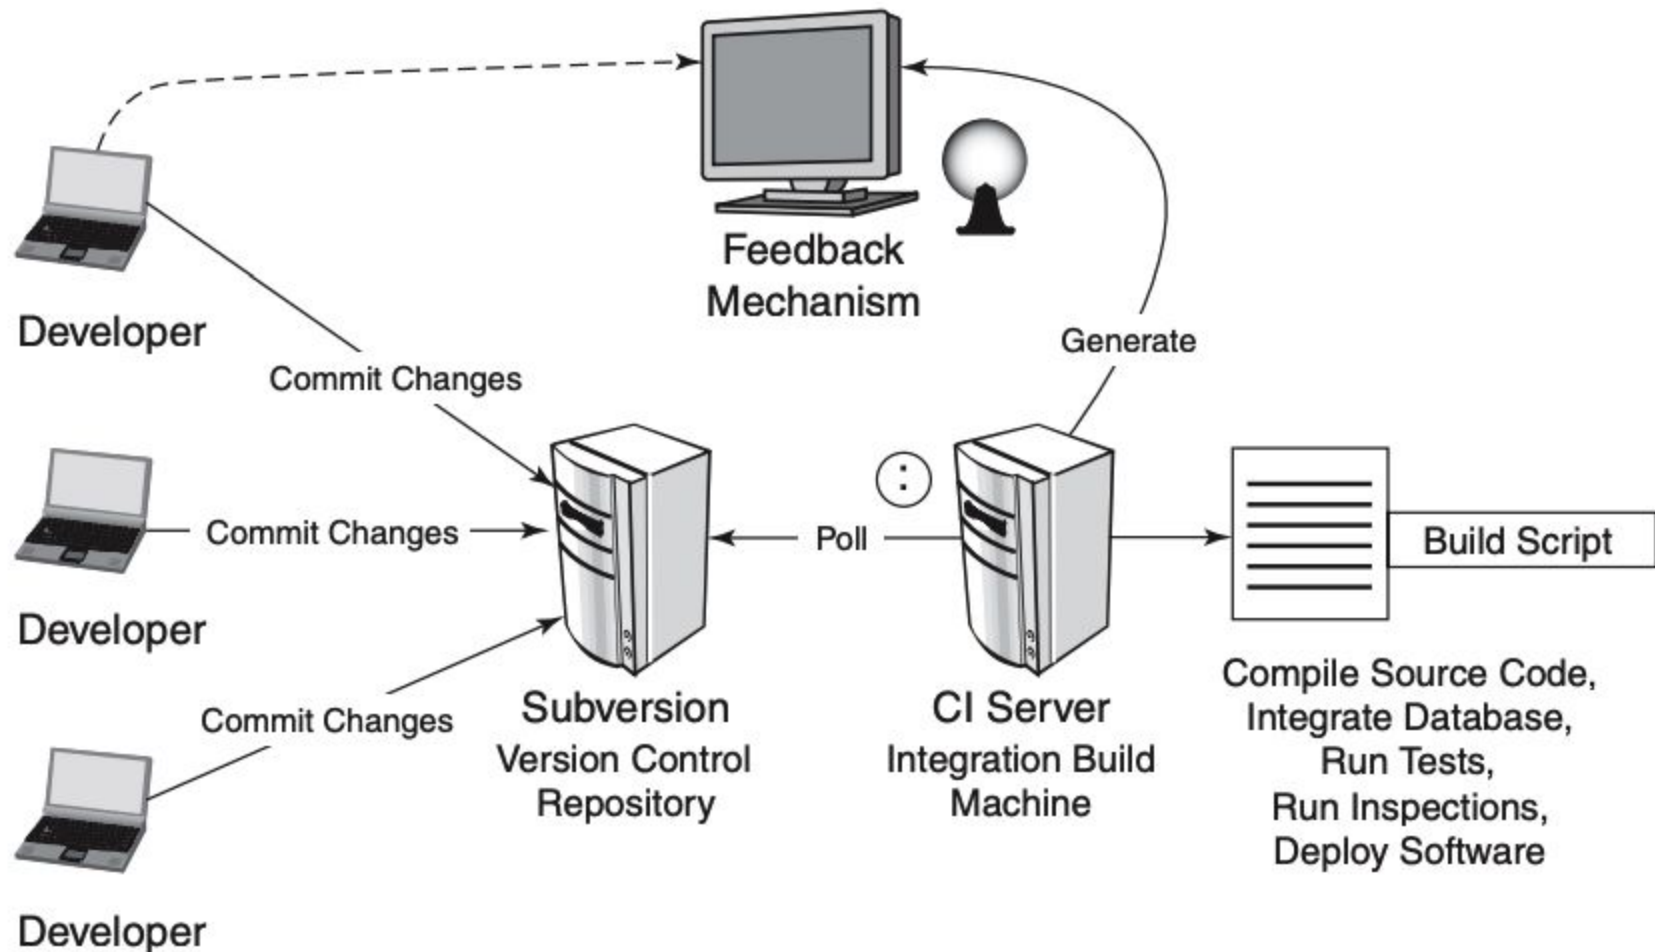 Feedback
Mechanism
Developer
Generate
Commit Changes
Commit Changes
Poll
Build Script
Developer
Commit Changes
Subversion
Version Control
Repository
CI Server
Integration Build
Machine
Compile Source Code,
Integrate Database,
Run Tests,
Run Inspections,
Deploy Software
Developer